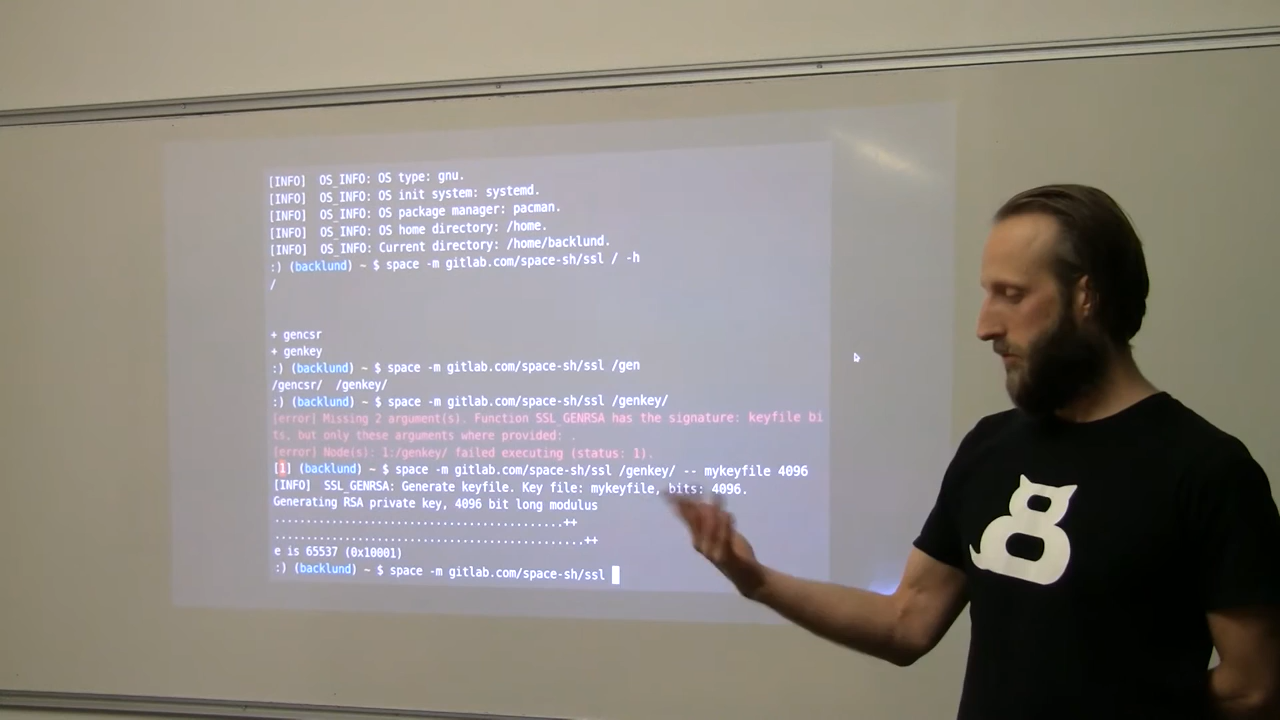 [INFO]  OS_INFO: OS type: gnu.
[INFO]  OS_INFO: OS init system: systemd.
[INFO]  OS_INFO: OS package manager: pacman.
[INFO]  OS_INFO: OS home directory: /home.
[INFO]  OS_INFO: Current directory: /home/backlund.
:) (backlund) ~ $ space -m gitlab.com/space-sh/ssl / -h
/
+ gencsr
+ genkey
:) (backlund) ~ $ space -m gitlab.com/space-sh/ssl /gen
/gencsr/  /genkey/
:) (backlund) ~ $ space -m gitlab.com/space-sh/ssl /genkey/
[error] Missing 2 argument(s). Function SSL_GENRSA has the signature: keyfile bi
ts, but only these arguments where provided: .
[error] Node(s): 1:/genkey/ failed executing (status: 1).
[1] (backlund) ~ $ space -m gitlab.com/space-sh/ssl /genkey/ -- mykeyfile 4096
[INFO]  SSL_GENRSA: Generate keyfile. Key file: mykeyfile, bits: 4096.
Generating RSA private key, 4096 bit long modulus
..........................................++
.............................................++
e is 65537 (0x10001)
:) (backlund) ~ $ space -m gitlab.com/space-sh/ssl